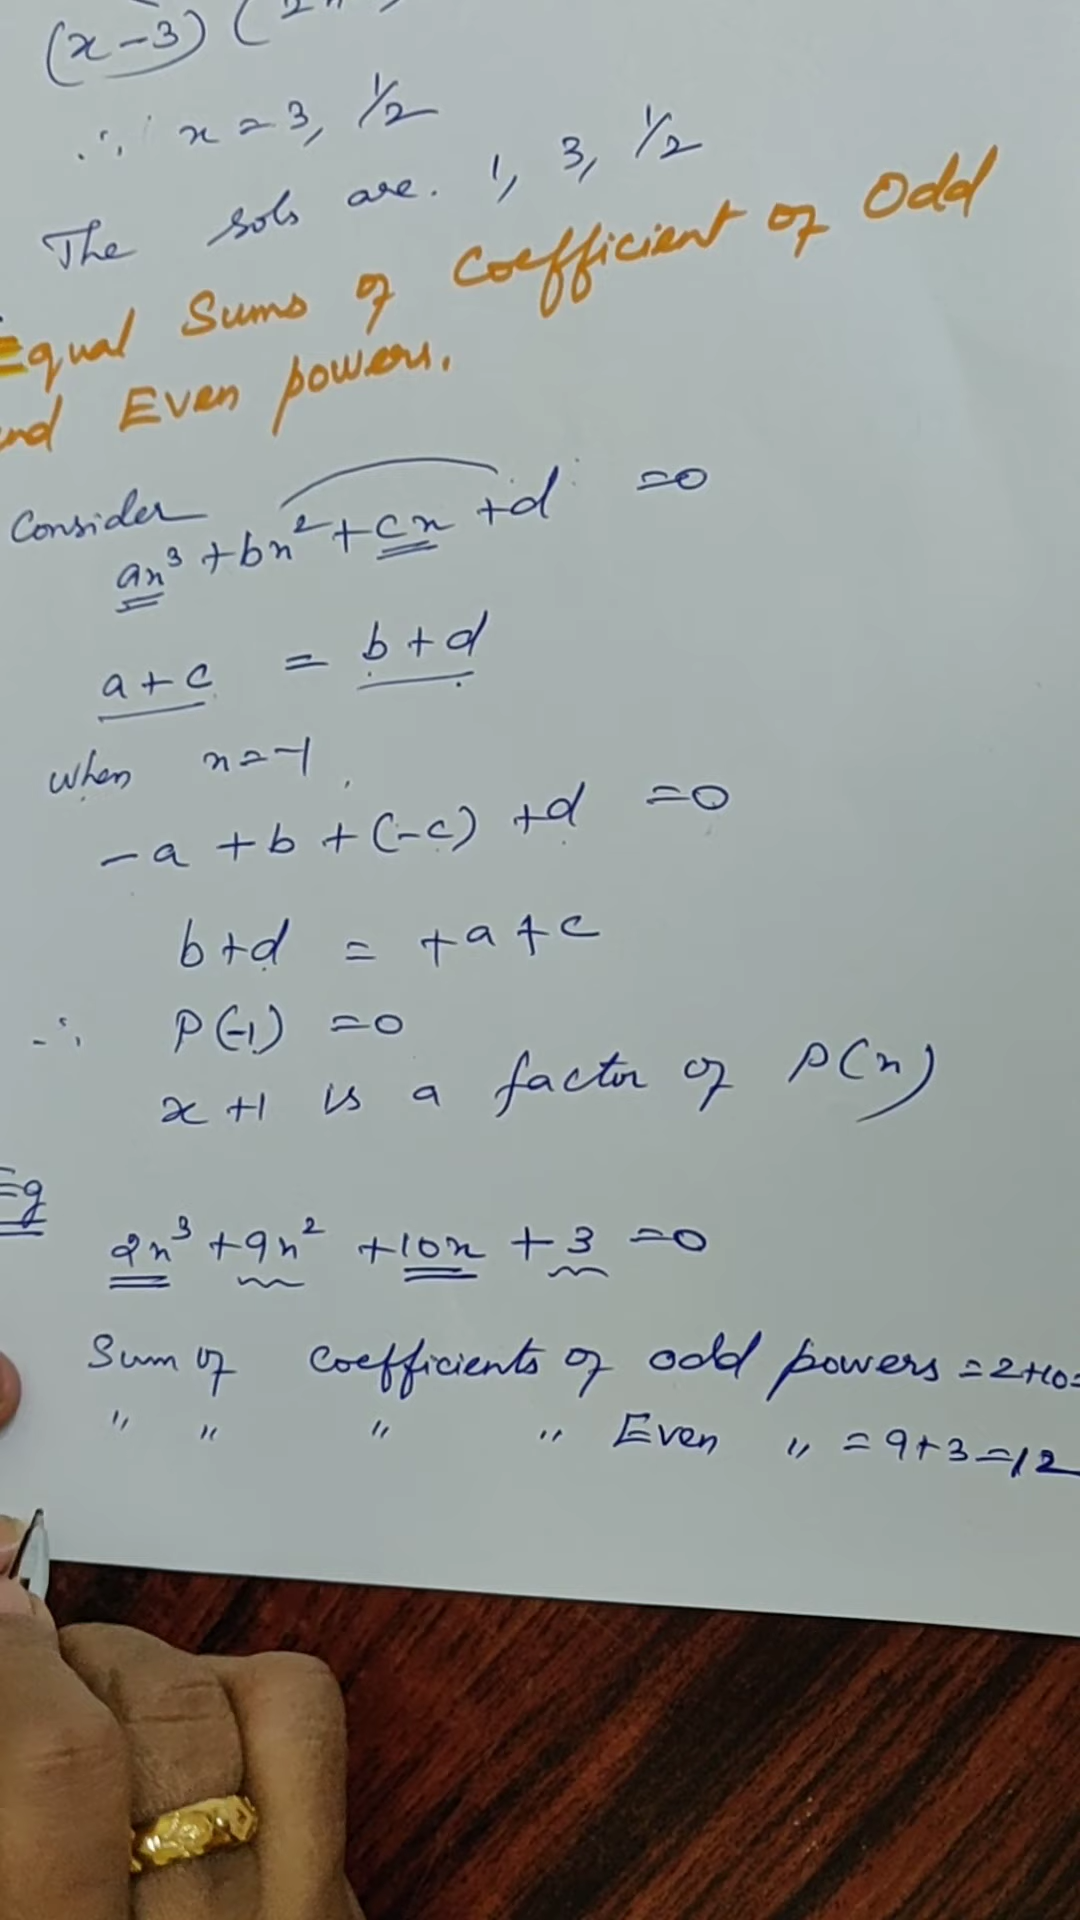 (x-3) (
∴ x = 3, 1/2
The sols are. 1, 3, 1/2
Equal Sums of Coefficient of Odd
and Even powers.
Consider
ax³ + bx² + cx + d = 0
a + c = b + d
when x = -1,
-a + b + (-c) + d = 0
b + d = +a + c
∴ P(-1) = 0
x + 1 is a factor of P(x)
Eg
2x³ + 9x² + 10x + 3 = 0
Sum of coefficients of odd powers = 2+10=
" " " " Even " = 9+3=12